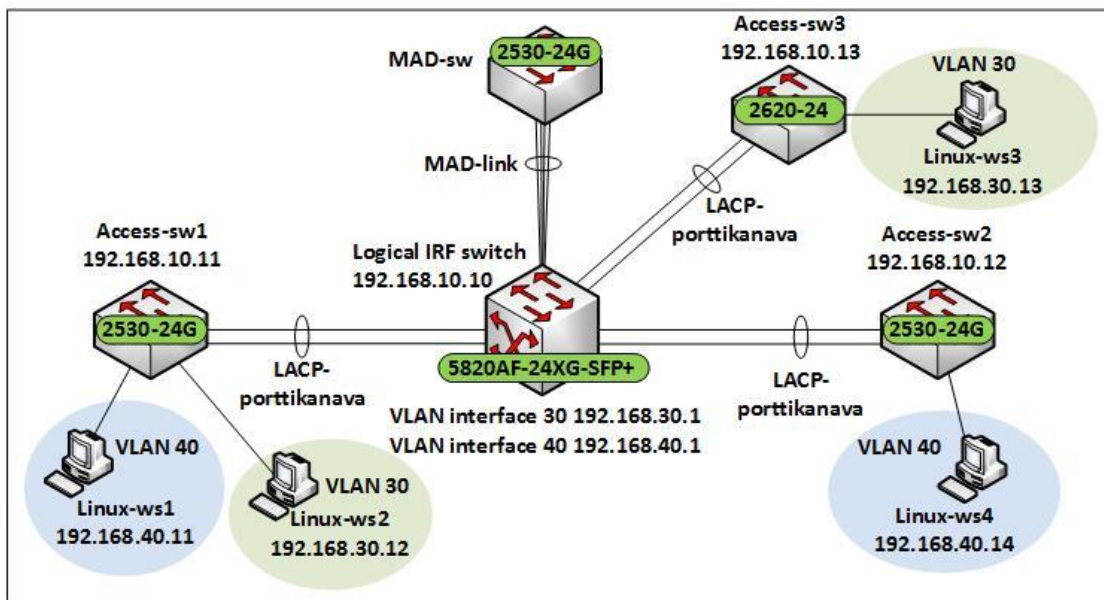 Access-sw3
192.168.10.13
2530-24G
MAD-sw
VLAN 30
2620-24
Linux-ws3
192.168.30.13
MAD-link
LACP-
porttikanava
Access-sw1
192.168.10.11
Logical IRF switch
192.168.10.10
Access-sw2
192.168.10.12
2530-24G
2530-24G
LACP-
porttikanava
5820AF-24XG-SFP+
LACP-
porttikanava
VLAN interface 30 192.168.30.1
VLAN interface 40 192.168.40.1
VLAN 40
Linux-ws1
192.168.40.11
VLAN 30
Linux-ws2
192.168.30.12
VLAN 40
Linux-ws4
192.168.40.14